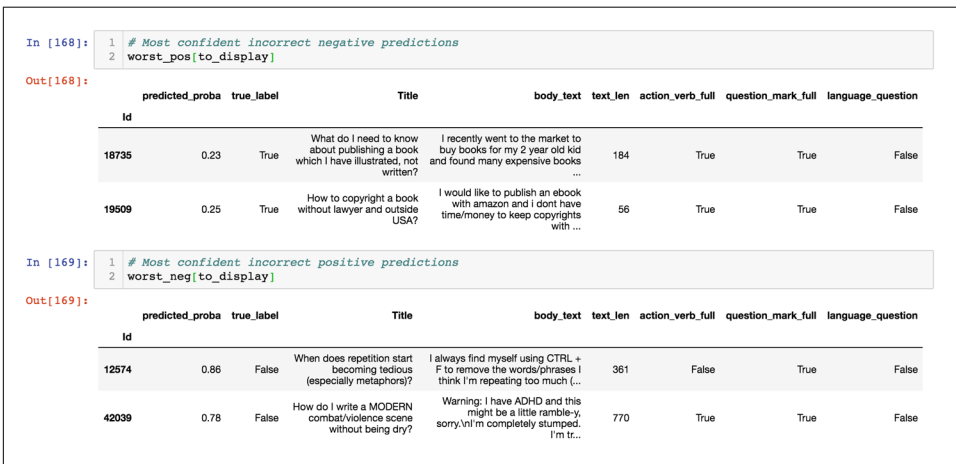 In [168]: 1 # Most confident incorrect negative predictions
2 worst_pos[to_display]
Out[168]:
predicted_proba true_label Title body_text text_len action_verb_full question_mark_full language_question
Id
What do I need to know I recently went to the market to
18735 0.23 True about publishing a book buy books for my 2 year old kid 184 True True False
which I have illustrated, not and found many expensive books
written? ...
How to copyright a book I would like to publish an ebook
19509 0.25 True without lawyer and outside with amazon and i dont have 56 True True False
USA? time/money to keep copyrights
with ...
In [169]: 1 # Most confident incorrect positive predictions
2 worst_neg[to_display]
Out[169]:
predicted_proba true_label Title body_text text_len action_verb_full question_mark_full language_question
Id
When does repetition start I always find myself using CTRL +
12574 0.86 False becoming tedious F to remove the words/phrases I 361 False True False
(especially metaphors)? think I'm repeating too much (...
How do I write a MODERN Warning: I have ADHD and this
42039 0.78 False combat/violence scene might be a little ramble-y, 770 True True False
without being dry? sorry.\nI'm completely stumped.
I'm tr...